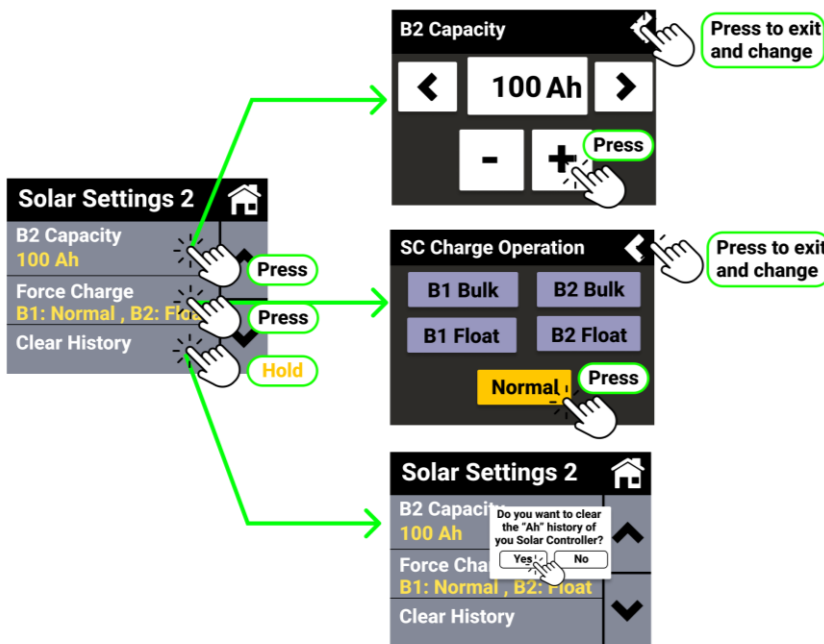 B2 Capacity
Press to exit
and change
100 Ah
-
+
Press
Solar Settings 2
B2 Capacity
100 Ah
Press
Force Charge
B1: Normal , B2: Float
Press
Clear History
Hold
SC Charge Operation
Press to exit
and change
B1 Bulk
B2 Bulk
B1 Float
B2 Float
Normal
Press
Solar Settings 2
B2 Capacity
100 Ah
Do you want to clear
the "Ah" history of
you Solar Controller?
Yes
No
Force Cha
B1: Normal , B2: Float
Clear History